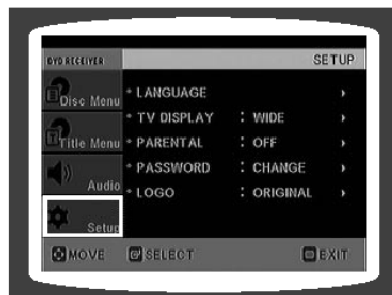 DVD RECEIVER SETUP
Disc Menu
Title Menu
Audio
Setup
LANGUAGE
TV DISPLAY : WIDE
PARENTAL : OFF
PASSWORD : CHANGE
LOGO : ORIGINAL
MOVE SELECT EXIT